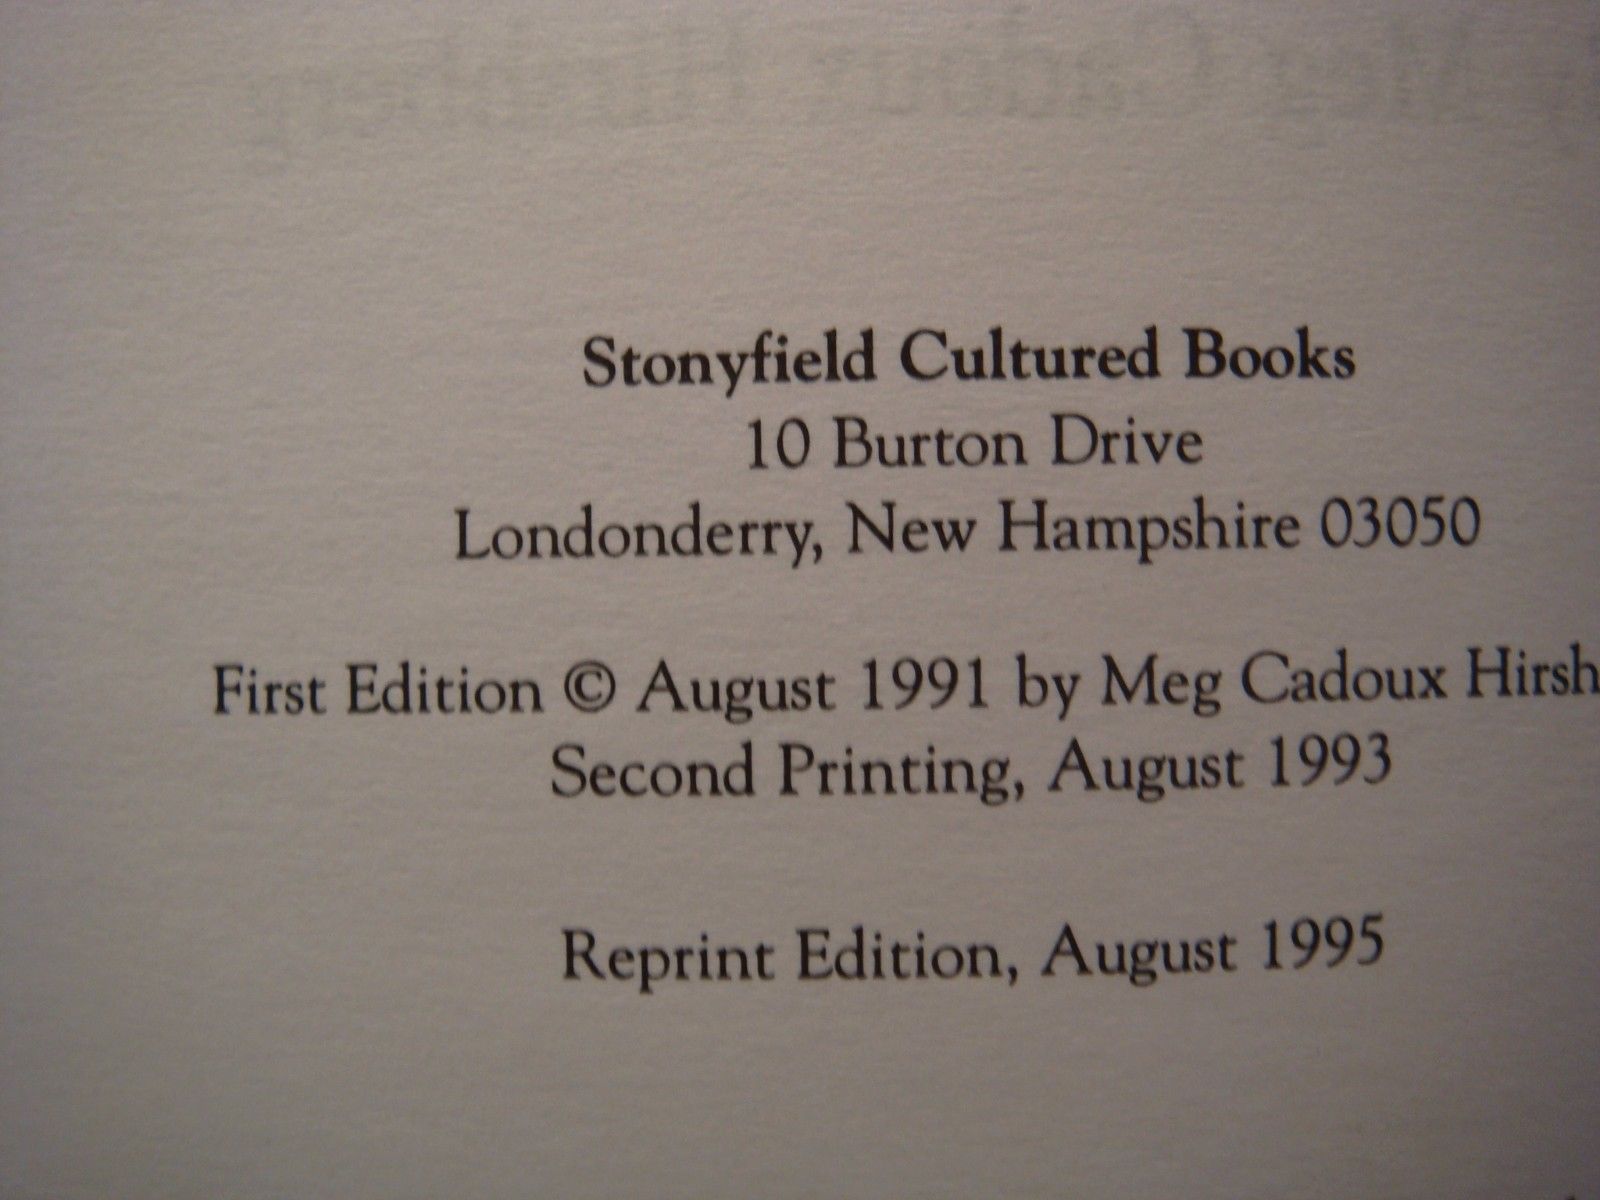 Stonyfield Cultured Books
10 Burton Drive
Londonderry, New Hampshire 03050
First Edition © August 1991 by Meg Cadoux Hirsh
Second Printing, August 1993
Reprint Edition, August 1995